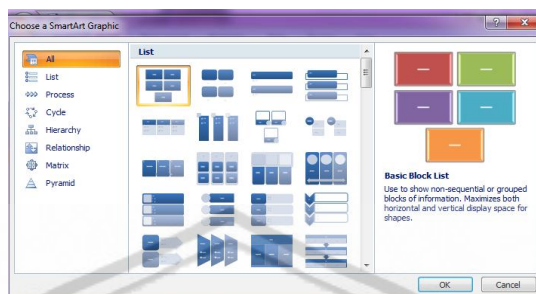 Choose a SmartArt Graphic
All
List
Process
Cycle
Hierarchy
Relationship
Matrix
Pyramid
List
Basic Block List
Use to show non-sequential or grouped
blocks of information. Maximizes both
horizontal and vertical display space for
shapes.
OK
Cancel